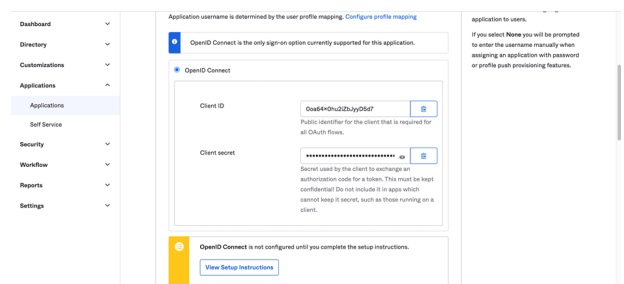 Dashboard
Directory
Customizations
Applications
Applications
Self Service
Security
Workflow
Reports
Settings
Application username is determined by the user profile mapping. Configure profile mapping
OpenID Connect is the only sign-on option currently supported for this application.
OpenID Connect
Client ID
Public identifier for the client that is required for
all OAuth flows.
Client secret
Secret used by the client to exchange an
authorization code for a token. This must be kept
confidential! Do not include it in apps which
cannot keep it secret, such as those running on a
client.
OpenID Connect is not configured until you complete the setup instructions.
View Setup Instructions
application to users.
If you select None you will be prompted
to enter the username manually when
assigning an application with password
or profile push provisioning features.